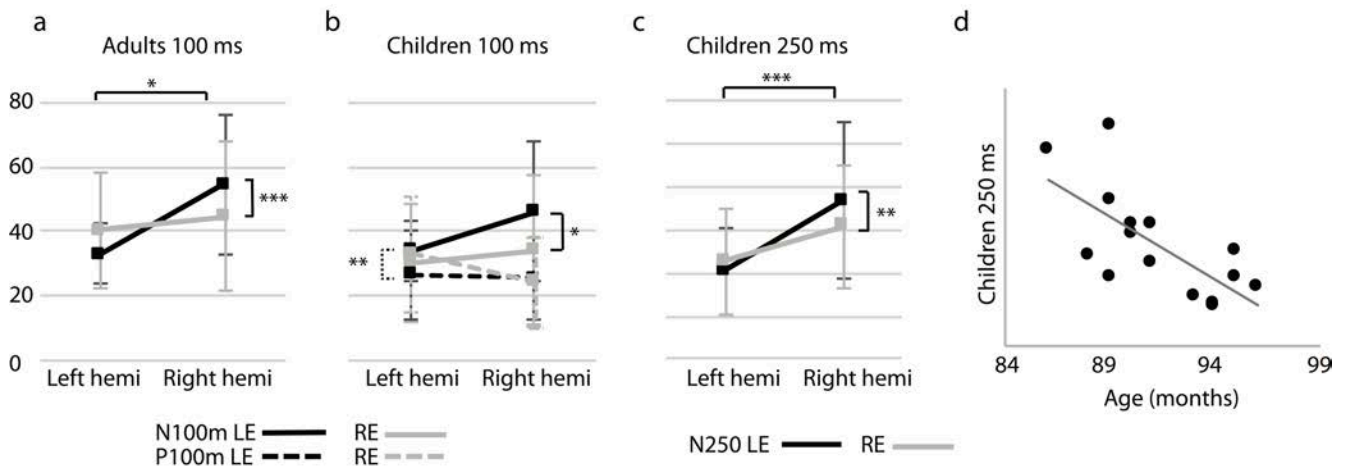 a
b
c
d
Adults 100 ms
Children 100 ms
Children 250 ms
*
***
80
60
40
20
0
***
**
*
**
Left hemi Right hemi
Left hemi Right hemi
Left hemi Right hemi
Children 250 ms
84 89 94 99
Age (months)
N100m LE RE
P100m LE RE
N250 LE RE